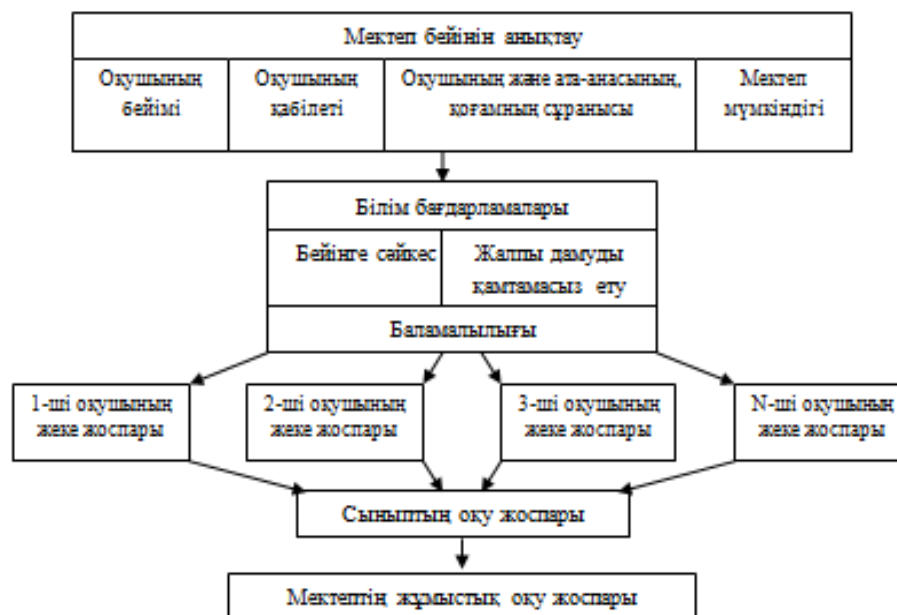 Мектеп бейінін анықтау
Оқушының
бейімі
Оқушының
қабілеті
Оқушының және ата-анасының,
қоғамның сұранысы
Мектеп
мүмкіндігі
Білім бағдарламалары
Бейінге сәйкес
Жалпы дамуды
қамтамасыз ету
Баламалылығы
1-ші оқушының
жеке жоспары
2-ші оқушының
жеке жоспары
3-ші оқушының
жеке жоспары
N-ші оқушының
жеке жоспары
Сыныптың оқу жоспары
Мектептің жұмыстық оқу жоспары